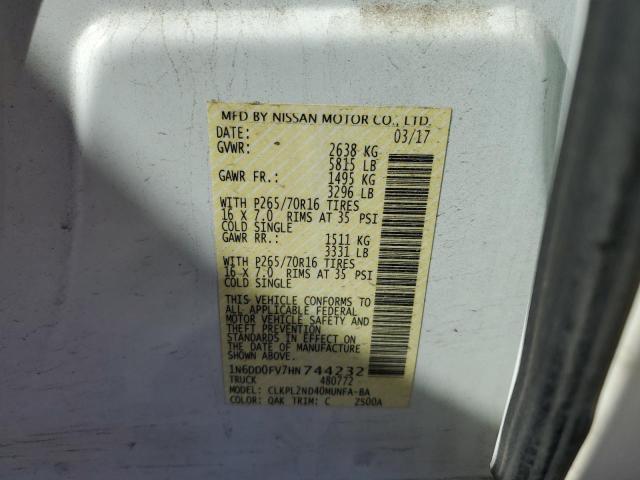 MFD BY NISSAN MOTOR CO., LTD.
DATE: 03/17
GVWR: 2638 KG
5815 LB
GAWR FR.: 1495 KG
3296 LB
WITH P265/70R16 TIRES
16 X 7.0 RIMS AT 35 PSI
COLD SINGLE
GAWR RR.: 1511 KG
3331 LB
WITH P265/70R16 TIRES
16 X 7.0 RIMS AT 35 PSI
COLD SINGLE
THIS VEHICLE CONFORMS TO
ALL APPLICABLE FEDERAL
MOTOR VEHICLE SAFETY AND
THEFT PREVENTION
STANDARDS IN EFFECT ON
THE DATE OF MANUFACTURE
SHOWN ABOVE.
1N6DD0FV7HN744232
TRUCK 480772
MODEL: CLKPLZND40MUNFA-BA
COLOR: QAK TRIM: C 2500A